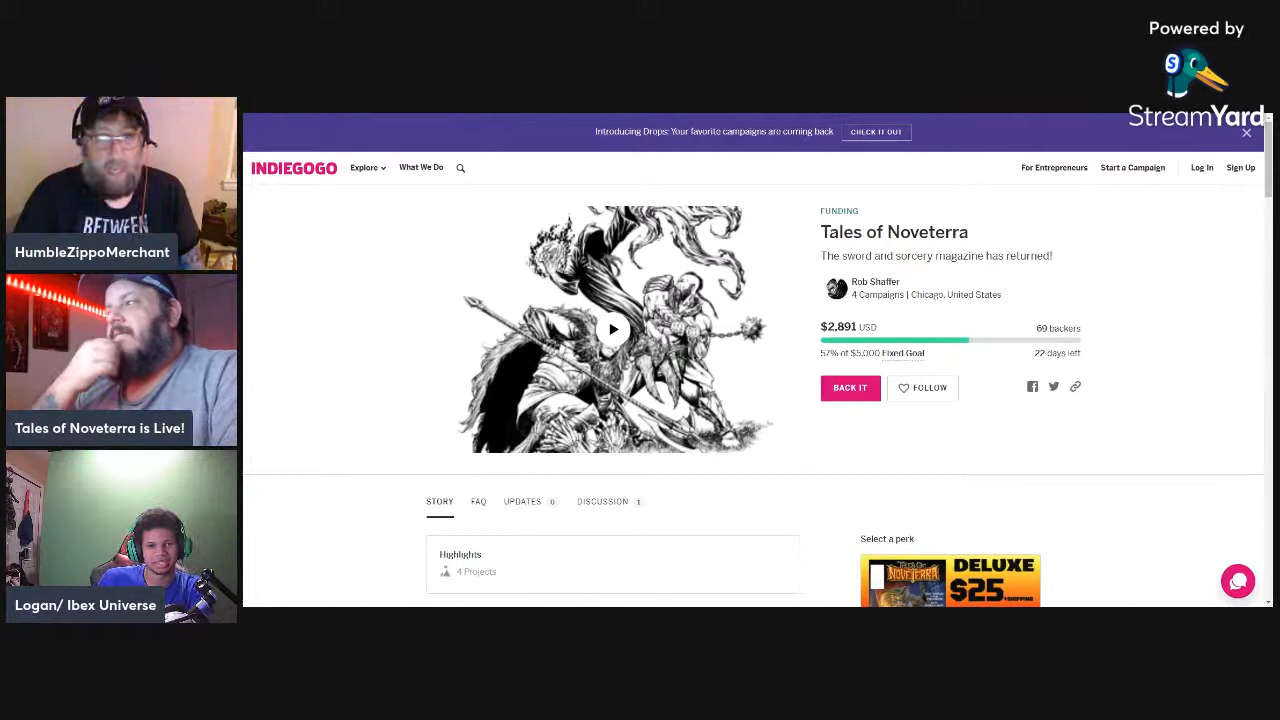 Powered by
StreamYard
BETWEEN
HumbleZippoMerchant
Tales of Noveterra is Live!
Logan/ Ibex Universe
Introducing Drops: Your favorite campaigns are coming back
CHECK IT OUT
INDIEGOGO
Explore
What We Do
For Entrepreneurs
Start a Campaign
Log In
Sign Up
FUNDING
Tales of Noveterra
The sword and sorcery magazine has returned!
Rob Shaffer
4 Campaigns | Chicago, United States
$2,891 USD
69 backers
57% of $5,000 Fixed Goal
22 days left
BACK IT
FOLLOW
STORY
FAQ
UPDATES 0
DISCUSSION 1
Highlights
4 Projects
Select a perk
TALES OF
NOVETERRA
DELUXE
$25
+SHIPPING